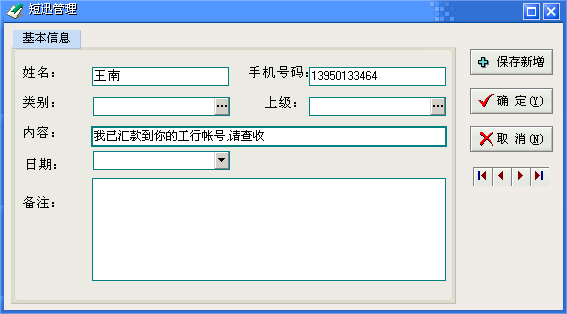 短迅管理
基本信息
姓名： 王南 手机号码： 13950133464
保存新增
类别： ... 上级： ...
确 定(Y)
内容： 我已汇款到你的工行帐号,请查收
取 消(N)
日期：
备注：